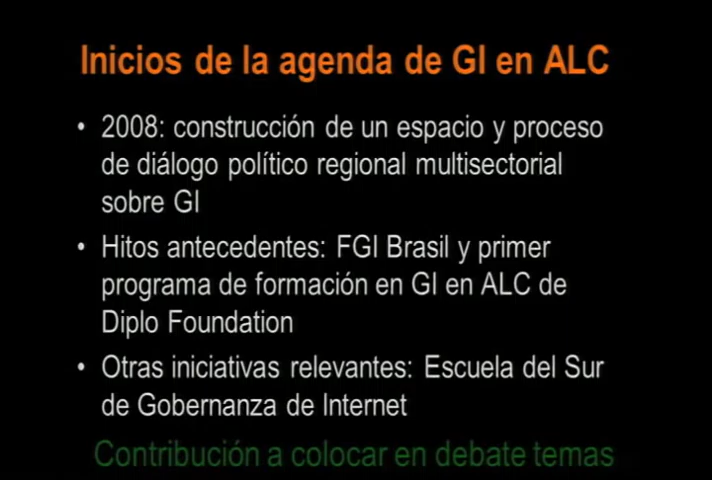 Inicios de la agenda de GI en ALC
• 2008: construcción de un espacio y proceso
de diálogo político regional multisectorial
sobre GI
• Hitos antecedentes: FGI Brasil y primer
programa de formación en GI en ALC de
Diplo Foundation
• Otras iniciativas relevantes: Escuela del Sur
de Gobernanza de Internet
Contribución a colocar en debate temas